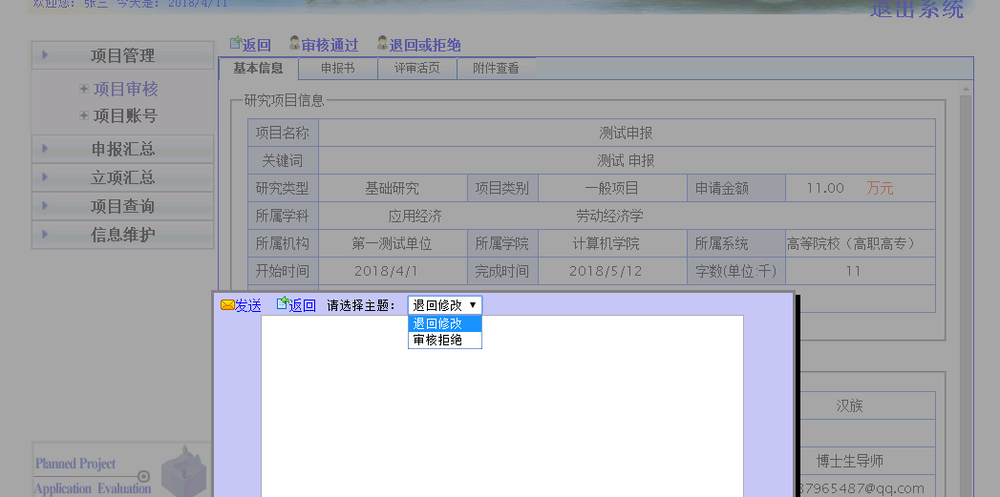 欢迎您：张三 今天是：2018/4/11
退出系统
返回 审核通过 退回或拒绝
项目管理
项目审核
项目账号
申报汇总
立项汇总
项目查询
信息维护
基本信息 申报书 评审活页 附件查看
研究项目信息
项目名称 测试申报
关键词 测试 申报
研究类型 基础研究 项目类别 一般项目 申请金额 11.00 万元
所属学科 应用经济 劳动经济学
所属机构 第一测试单位 所属学院 计算机学院 所属系统 高等院校（高职高专）
开始时间 2018/4/1 完成时间 2018/5/12 字数(单位:千) 11
发送 返回 请选择主题： 退回修改
退回修改
审核拒绝
汉族
博士生导师
87965487@qq.com
Planned Project
Application Evaluation